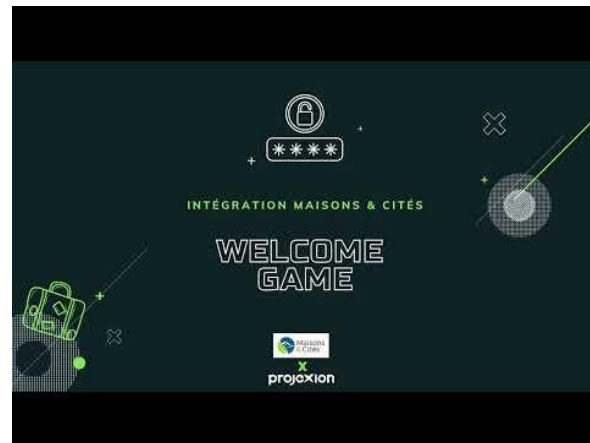 ****
INTÉGRATION MAISONS & CITÉS
WELCOME
GAME
Maisons
& Cités
X
projexion